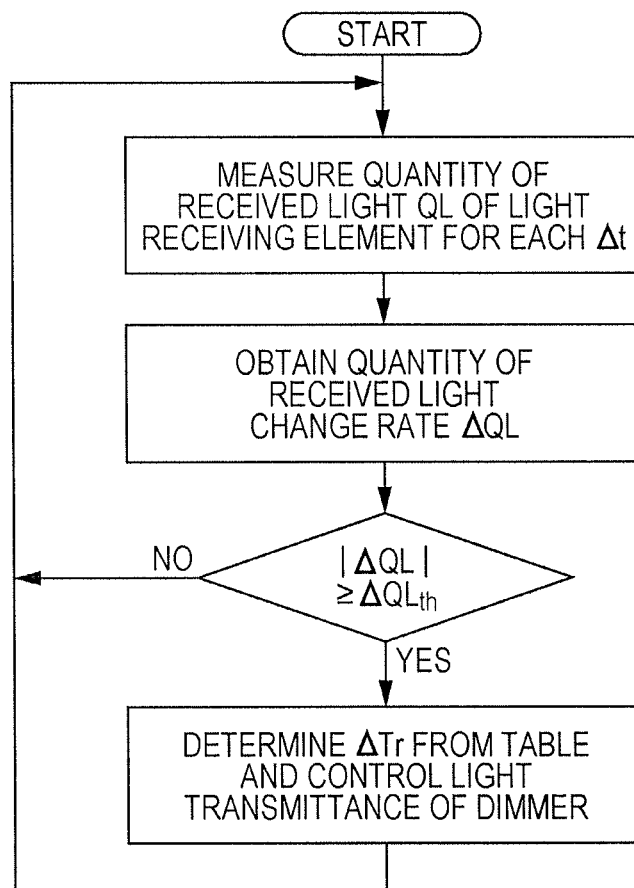 START
MEASURE QUANTITY OF
RECEIVED LIGHT QL OF LIGHT
RECEIVING ELEMENT FOR EACH Δt
OBTAIN QUANTITY OF
RECEIVED LIGHT
CHANGE RATE ΔQL
NO
|ΔQL|
≥ ΔQLth
YES
DETERMINE ΔTr FROM TABLE
AND CONTROL LIGHT
TRANSMITTANCE OF DIMMER